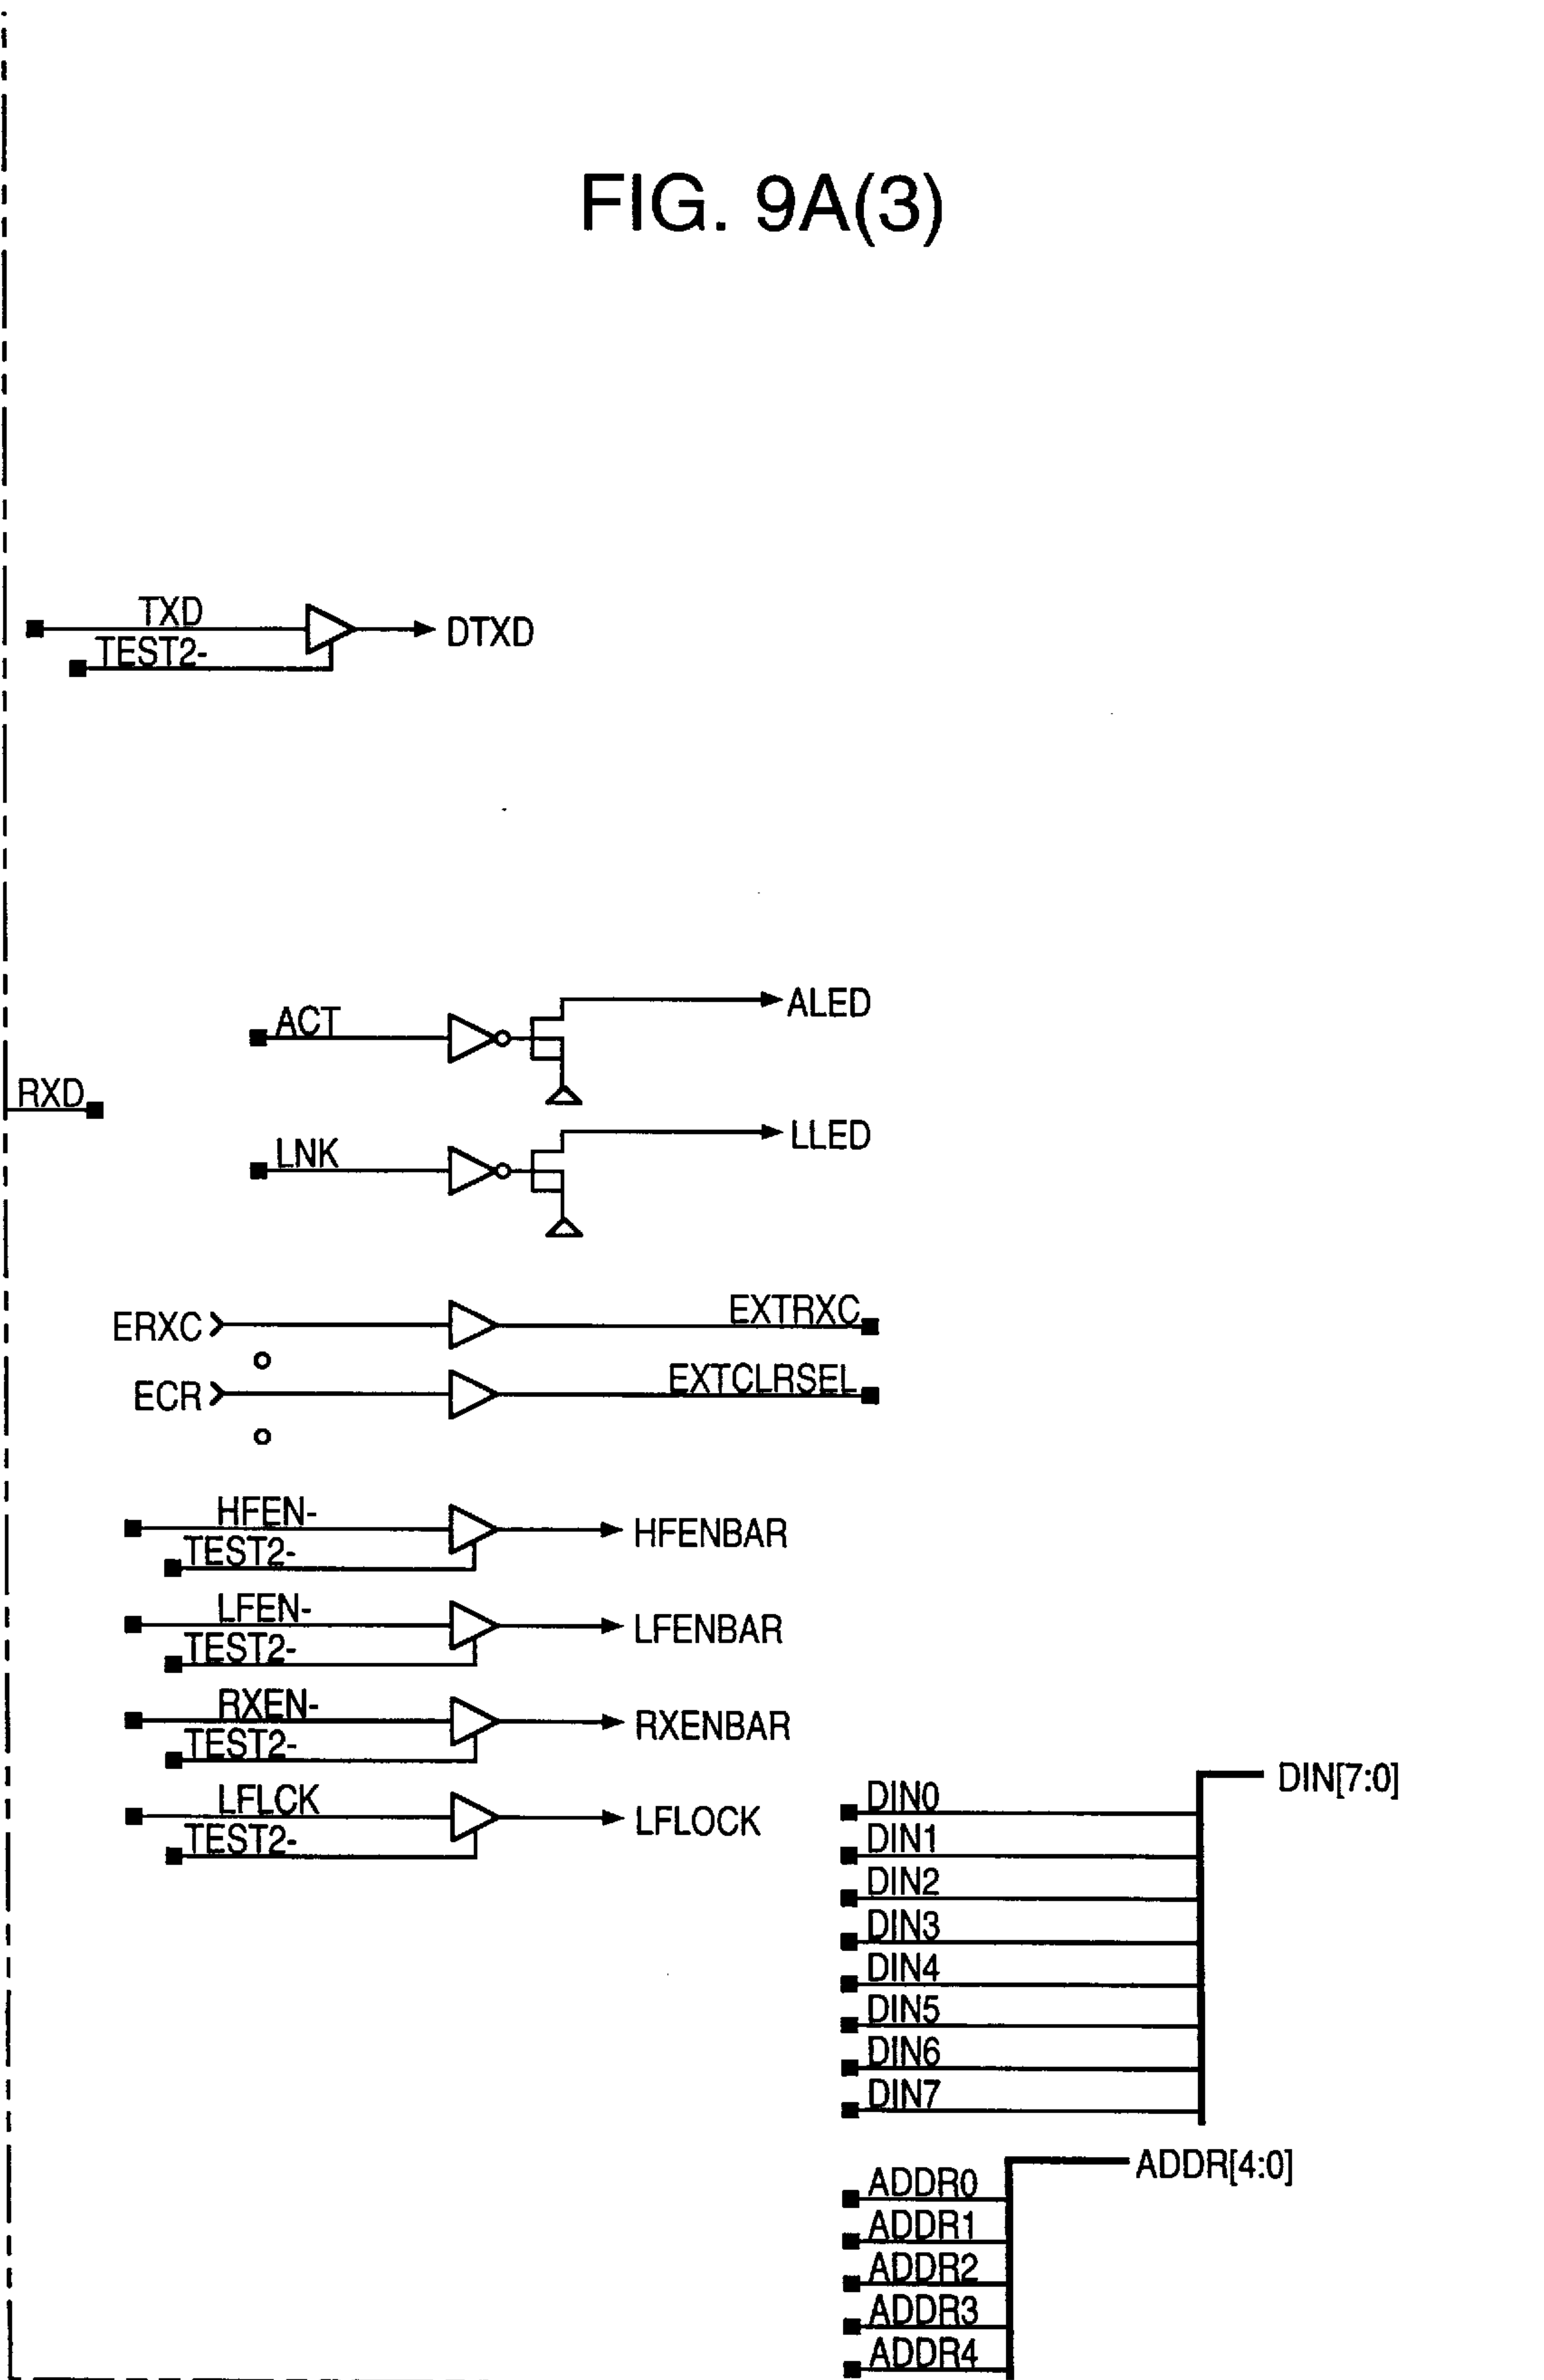 FIG. 9A(3)
TXD
DTXD
TEST2-
ACT
ALED
RXD
LNK
LLED
ERXC
EXTRXC
ECR
EXTCLRSEL
HFEN-
HFENBAR
TEST2-
LFEN-
LFENBAR
TEST2-
RXEN-
RXENBAR
TEST2-
LFLCK
LFLOCK
TEST2-
DIN[7:0]
DIN0
DIN1
DIN2
DIN3
DIN4
DIN5
DIN6
DIN7
ADDR[4:0]
ADDR0
ADDR1
ADDR2
ADDR3
ADDR4